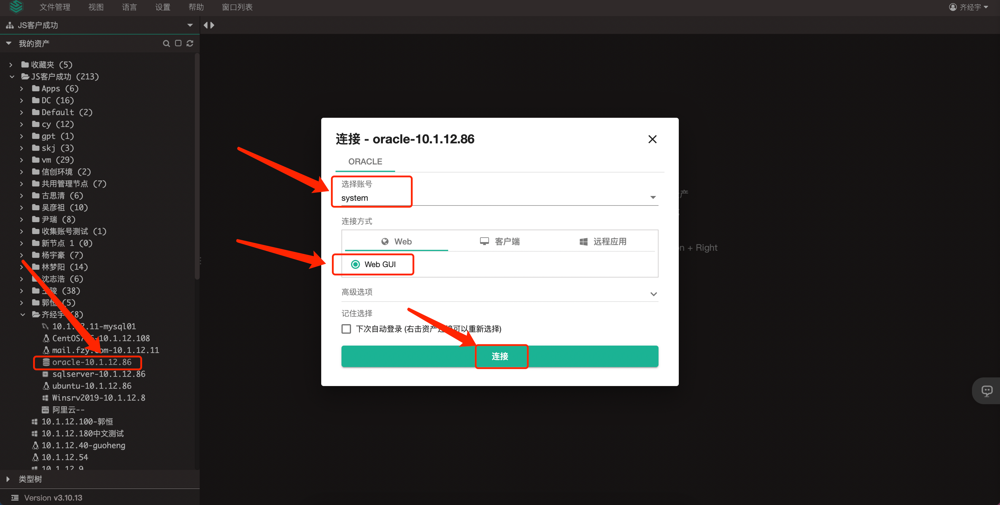 文件管理 视图 语言 设置 帮助 窗口列表 齐经宇
JS客户成功
我的资产
收藏夹 (5)
JS客户成功 (213)
Apps (6)
DC (16)
Default (2)
cy (12)
gpt (1)
skj (3)
vm (29)
信创环境 (2)
共用管理节点 (7)
古思清 (6)
吴彦祖 (10)
尹瑞 (8)
收集账号测试 (1)
新节点 1 (0)
杨宇豪 (7)
林梦阳 (14)
沈志浩 (6)
王骏 (38)
郭恒 (5)
齐经宇 (8)
10.1.12.11-mysql01
-10.1.12.108
mail.fzy.com-10.1.12.11
oracle-10.1.12.86
sqlserver-10.1.12.86
ubuntu-10.1.12.86
Winsrv2019-10.1.12.8
阿里云--
10.1.12.100-郭恒
10.1.12.180中文测试
10.1.12.40-guoheng
10.1.12.54
10.1.12.9
类型树
Version v3.10.13
连接 - oracle-10.1.12.86
ORACLE
选择账号
system
连接方式
Web 客户端 远程应用
Web GUI
高级选项
记住选择
下次自动登录 (右击资产连接可以重新选择)
连接
产
n + Right